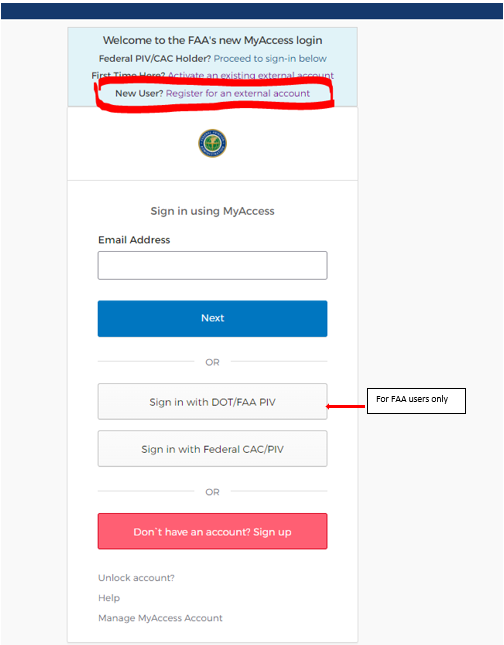 Welcome to the FAA's new MyAccess login
Federal PIV/CAC Holder? Proceed to sign-in below
First Time Here? Activate an existing external account
New User? Register for an external account
Sign in using MyAccess
Email Address
Next
OR
Sign in with DOT/FAA PIV
For FAA users only
Sign in with Federal CAC/PIV
OR
Don`t have an account? Sign up
Unlock account?
Help
Manage MyAccess Account